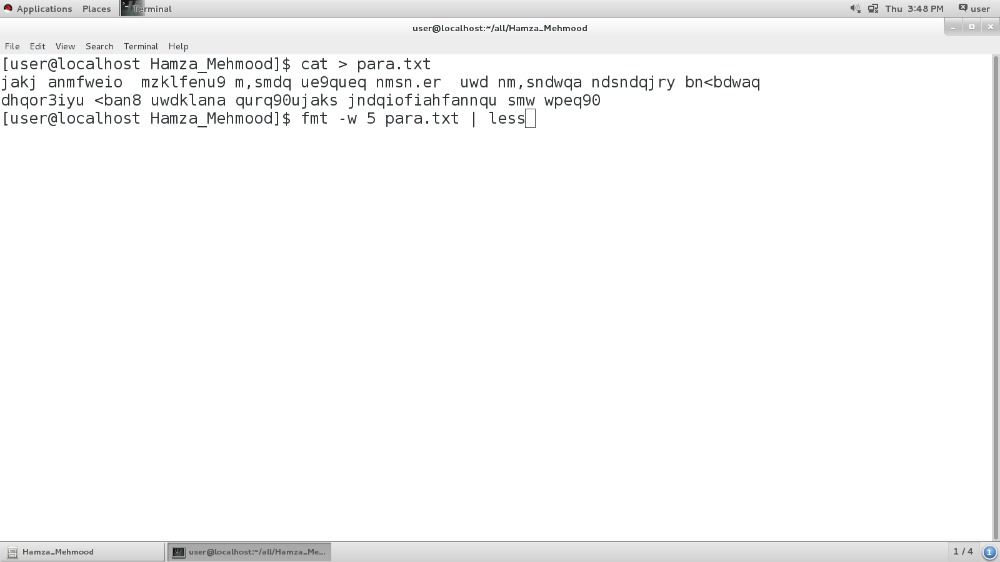 Applications Places Terminal Thu 3:48 PM user
user@localhost:~/all/Hamza_Mehmood
File Edit View Search Terminal Help
[user@localhost Hamza_Mehmood]$ cat > para.txt
jakj anmfweio  mzklfenu9 m,smdq ue9queq nmsn.er  uwd nm,sndwqa ndsndqjry bn<bdwaq
dhqor3iyu <ban8 uwdklana qurq90ujaks jndqiofiahfannqu smw wpeq90
[user@localhost Hamza_Mehmood]$ fmt -w 5 para.txt | less
Hamza_Mehmood user@localhost:~/all/Hamza_Me... 1 / 4 1